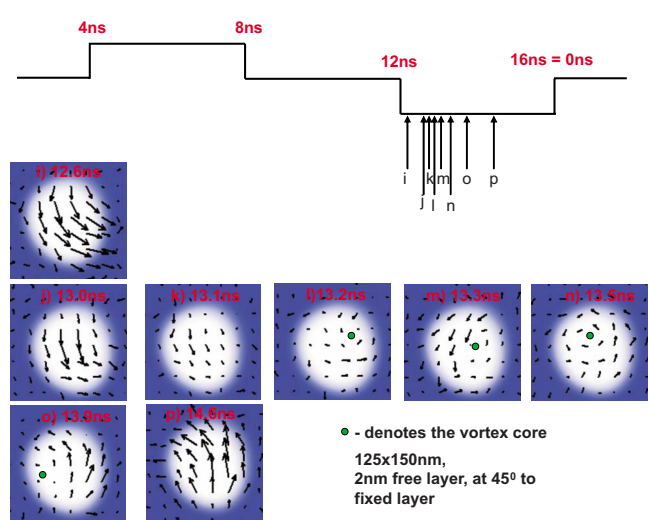 4ns
8ns
12ns
16ns = 0ns
i
j
k
l
m
n
o
p
i) 12.6ns
j) 13.0ns
k) 13.1ns
l)13.2ns
m) 13.3ns
n) 13.5ns
o) 13.9ns
p) 14.6ns
- denotes the vortex core
125x150nm,
2nm free layer, at 45⁰ to
fixed layer